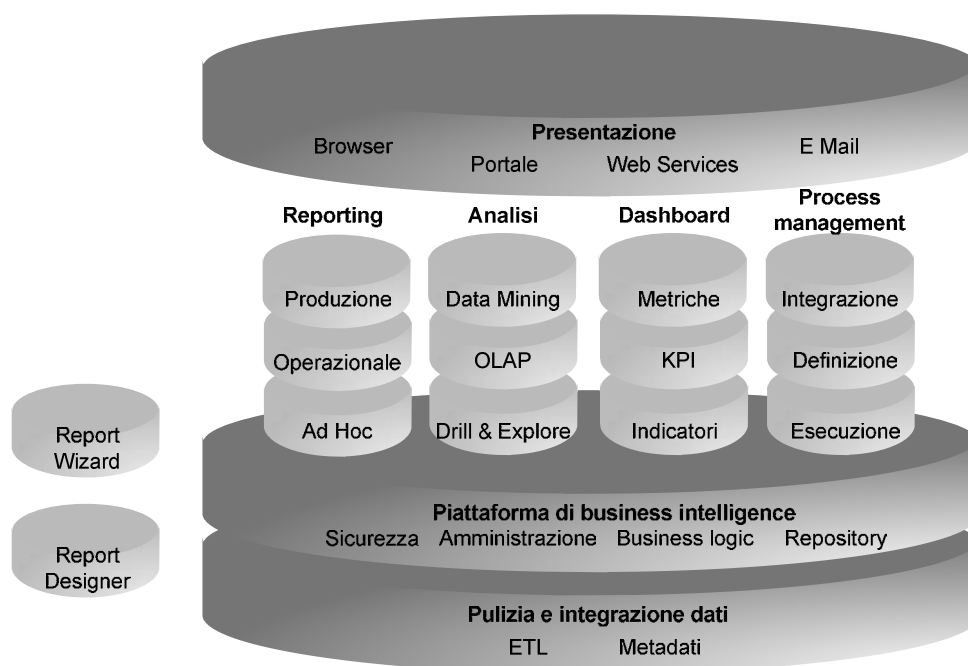 Presentazione
Browser
Portale
Web Services
E Mail
Reporting
Analisi
Dashboard
Process
management
Produzione
Data Mining
Metriche
Integrazione
Operazionale
OLAP
KPI
Definizione
Ad Hoc
Drill & Explore
Indicatori
Esecuzione
Report
Wizard
Report
Designer
Piattaforma di business intelligence
Sicurezza
Amministrazione
Business logic
Repository
Pulizia e integrazione dati
ETL
Metadati